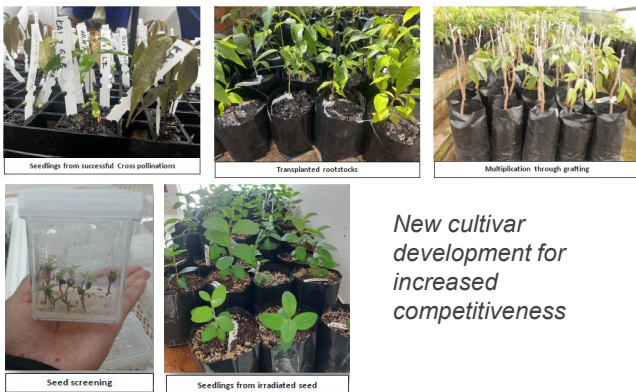 Seedlings from successful Cross pollinations
Transplanted rootstocks
Multiplication through grafting
Seed screening
Seedlings from irradiated seed
New cultivar
development for
increased
competitiveness